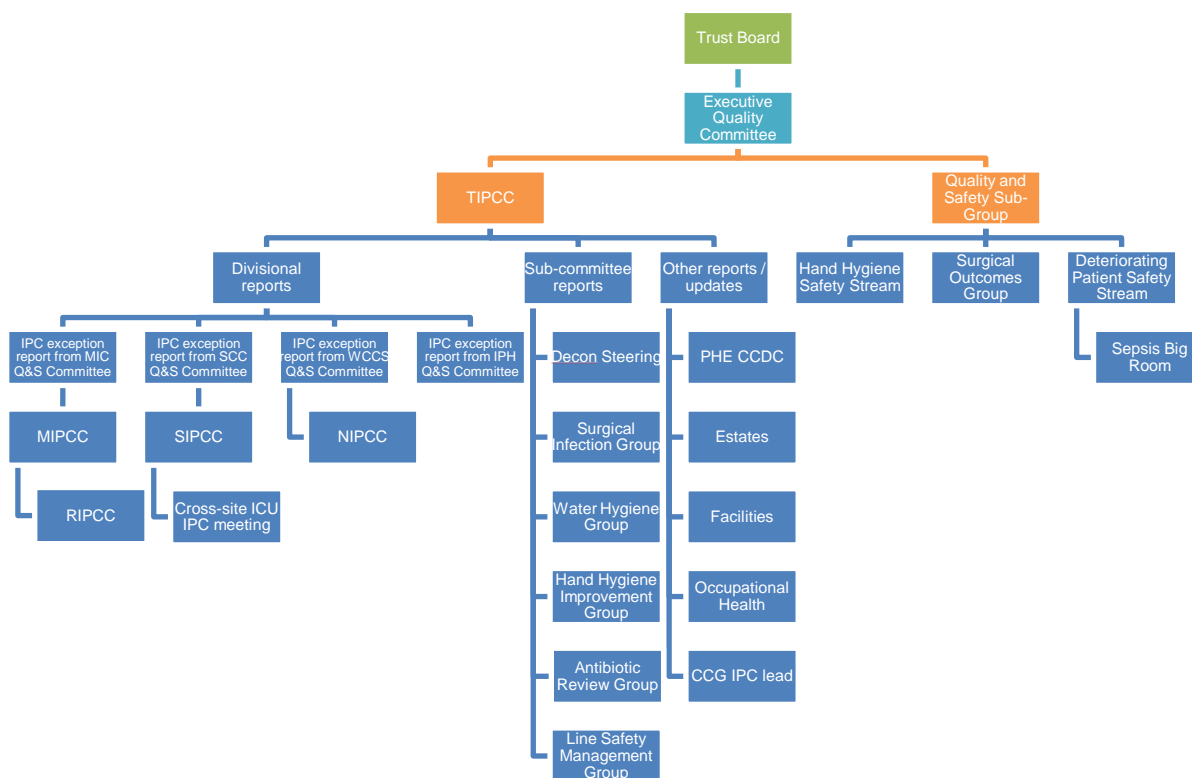 Trust Board
Executive
Quality
Committee
TIPCC
Quality and
Safety Sub-
Group
Divisional
reports
Sub-committee
reports
Other reports /
updates
Hand Hygiene
Safety Stream
Surgical
Outcomes
Group
Deteriorating
Patient Safety
Stream
IPC exception
report from MIC
Q&S Committee
IPC exception
report from SCC
Q&S Committee
IPC exception
report from WCCS
Q&S Committee
IPC exception
report from IPH
Q&S Committee
Decon Steering
PHE CCDC
Sepsis Big
Room
MIPCC
SIPCC
NIPCC
Surgical
Infection Group
Estates
RIPCC
Cross-site ICU
IPC meeting
Water Hygiene
Group
Facilities
Hand Hygiene
Improvement
Group
Occupational
Health
Antibiotic
Review Group
CCG IPC lead
Line Safety
Management
Group